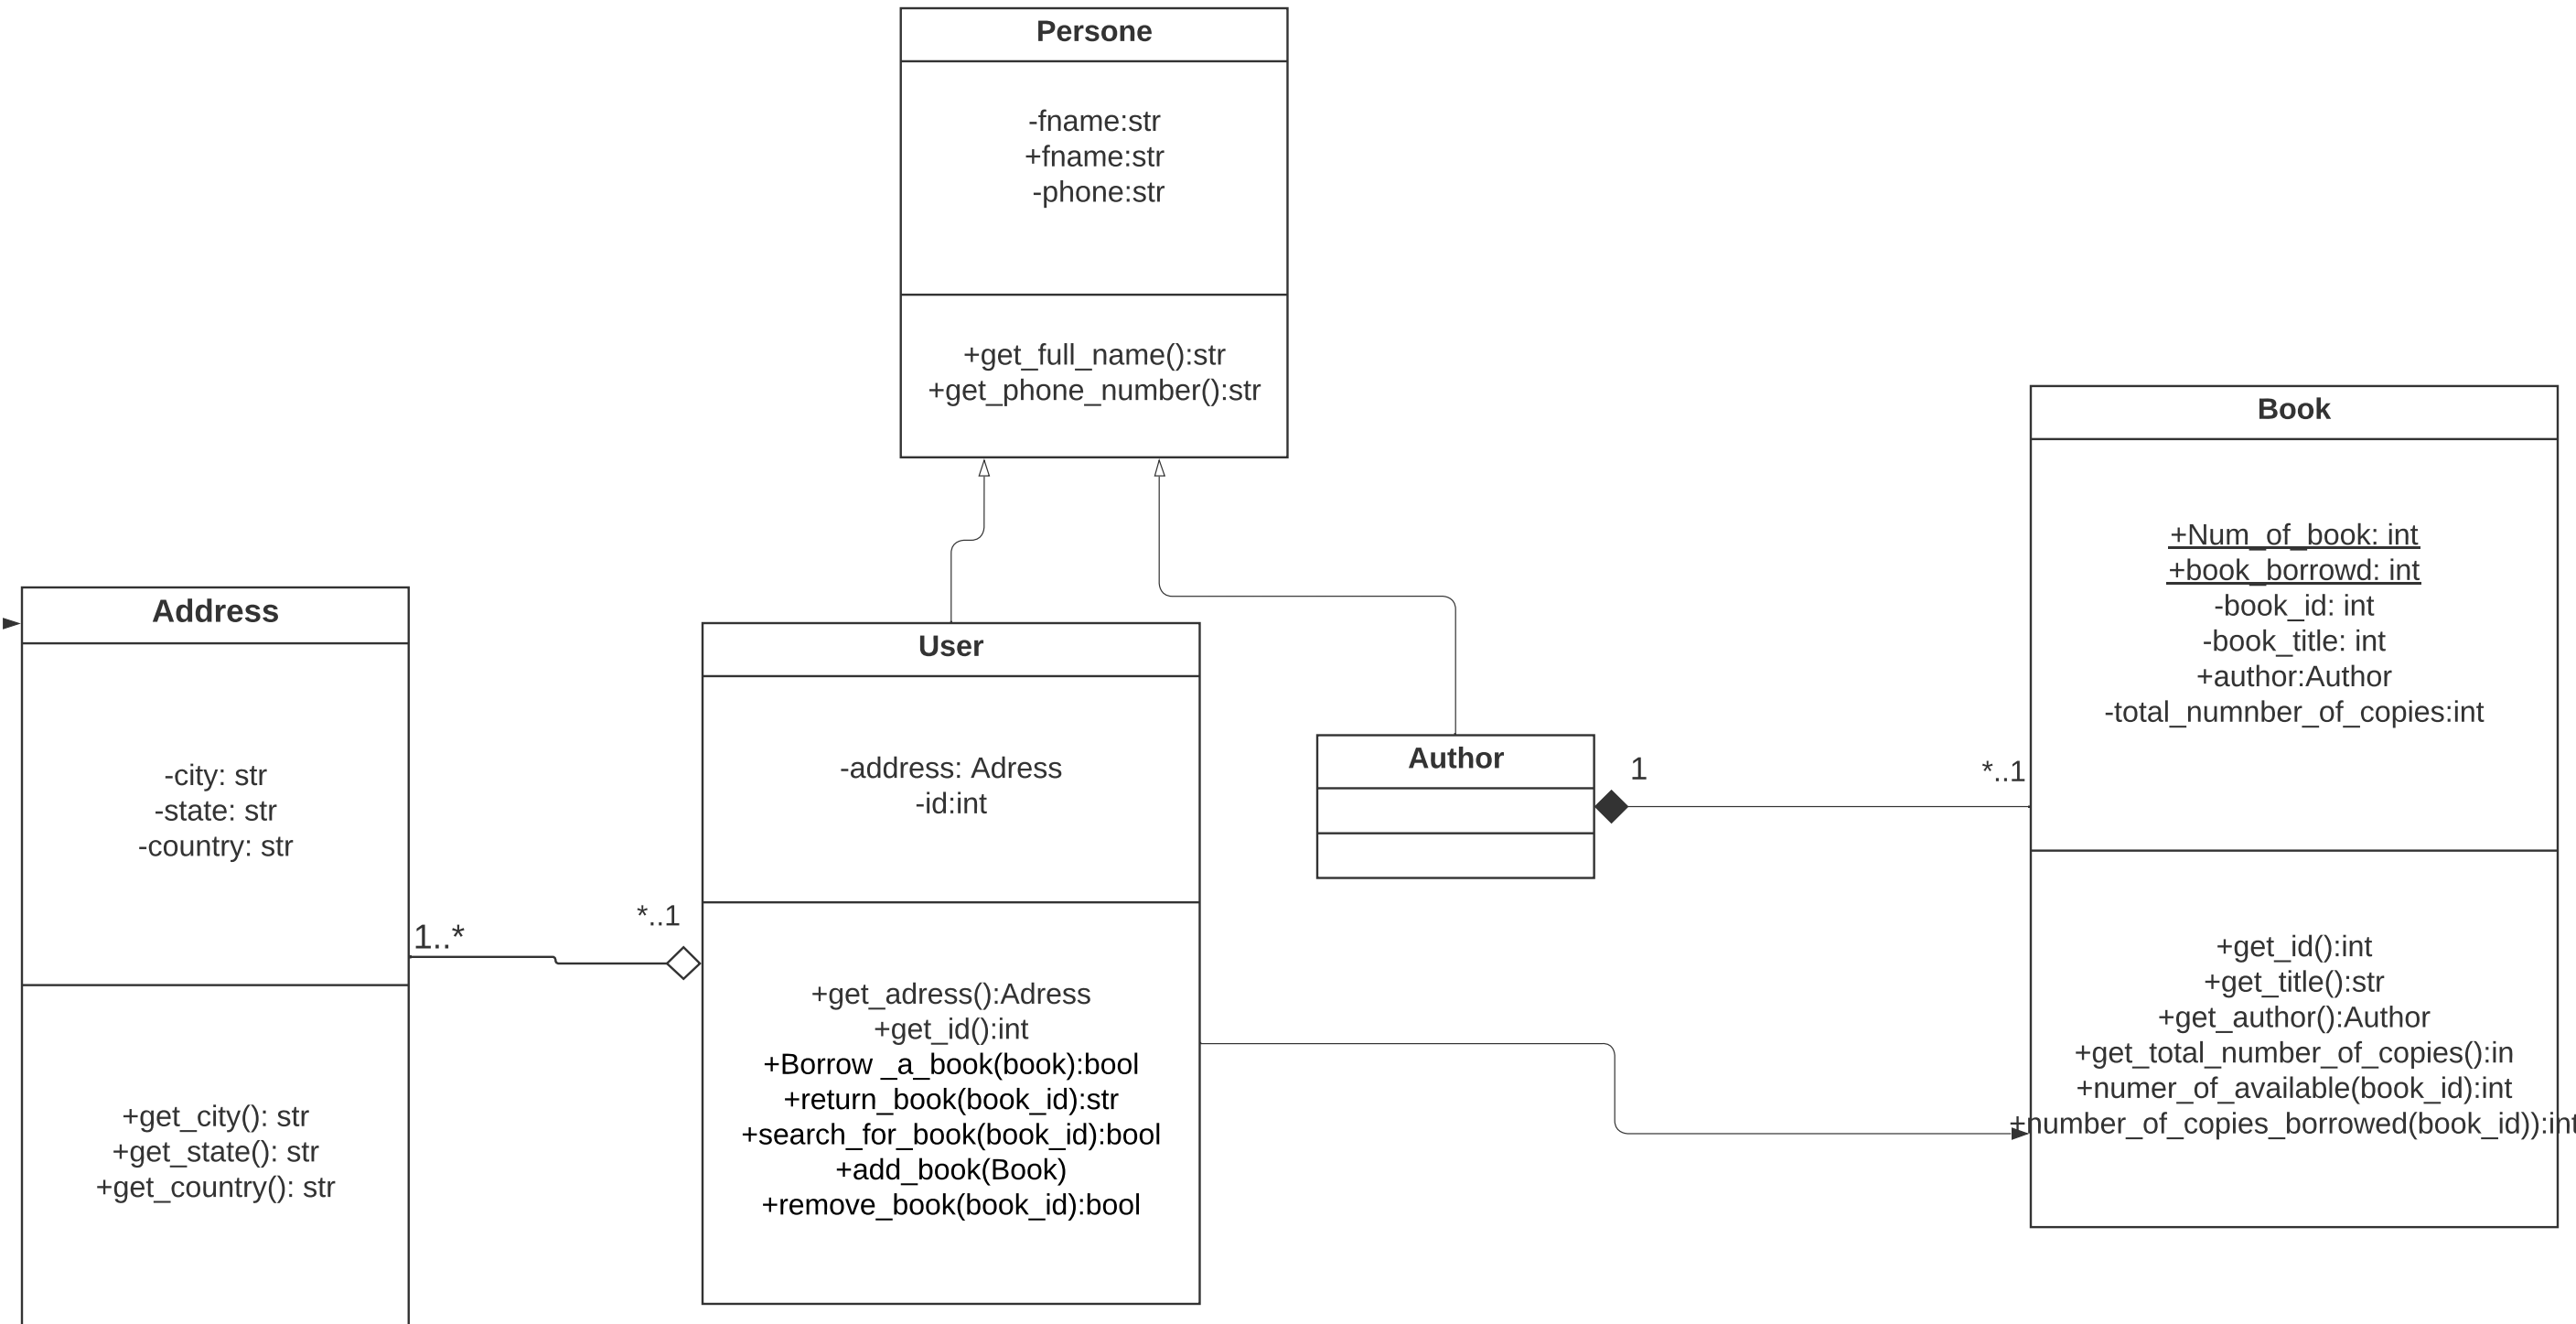 Persone
-fname:str
+fname:str
-phone:str
+get_full_name():str
+get_phone_number():str
Address
-city: str
-state: str
-country: str
+get_city(): str
+get_state(): str
+get_country(): str
1..*
*..1
User
-address: Adress
-id:int
+get_adress():Adress
+get_id():int
+Borrow _a_book(book):bool
+return_book(book_id):str
+search_for_book(book_id):bool
+add_book(Book)
+remove_book(book_id):bool
Author
1
*..1
Book
+Num_of_book: int
+book_borrowd: int
-book_id: int
-book_title: int
+author:Author
-total_numnber_of_copies:int
+get_id():int
+get_title():str
+get_author():Author
+get_total_number_of_copies():in
+numer_of_available(book_id):int
+number_of_copies_borrowed(book_id)):int